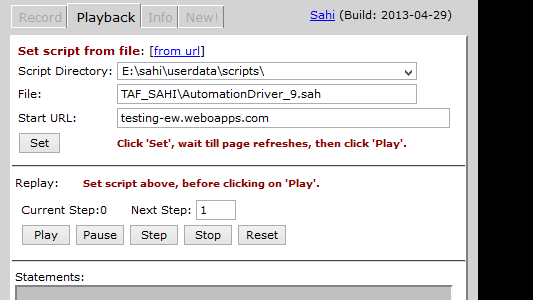 Record Playback Info New! Sahi (Build: 2013-04-29)
Set script from file: [from url]
Script Directory: E:\sahi\userdata\scripts\
File: TAF_SAHI\AutomationDriver_9.sah
Start URL: testing-ew.weboapps.com
Set Click 'Set', wait till page refreshes, then click 'Play'.
Replay: Set script above, before clicking on 'Play'.
Current Step:0 Next Step: 1
Play Pause Step Stop Reset
Statements: